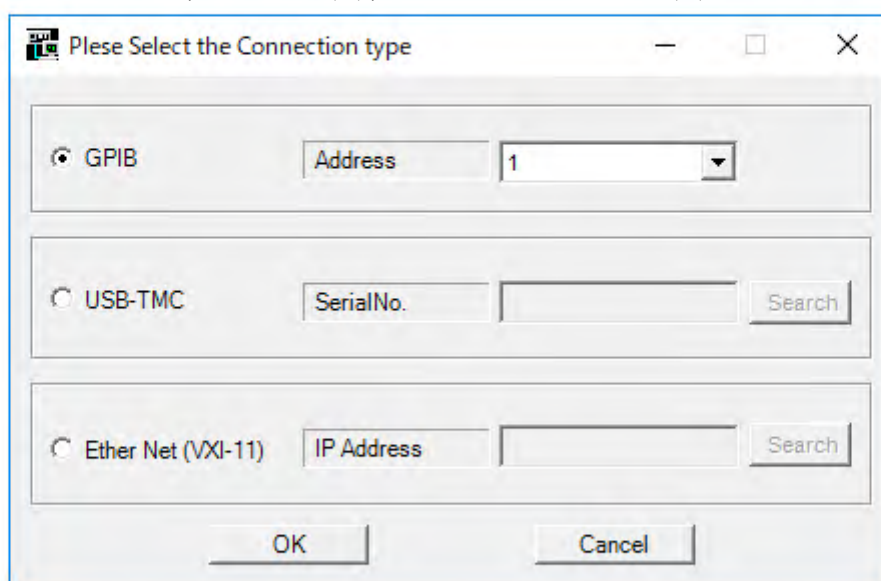 Plese Select the Connection type
GPIB Address 1
USB-TMC SerialNo. Search
Ether Net (VXI-11) IP Address Search
OK Cancel